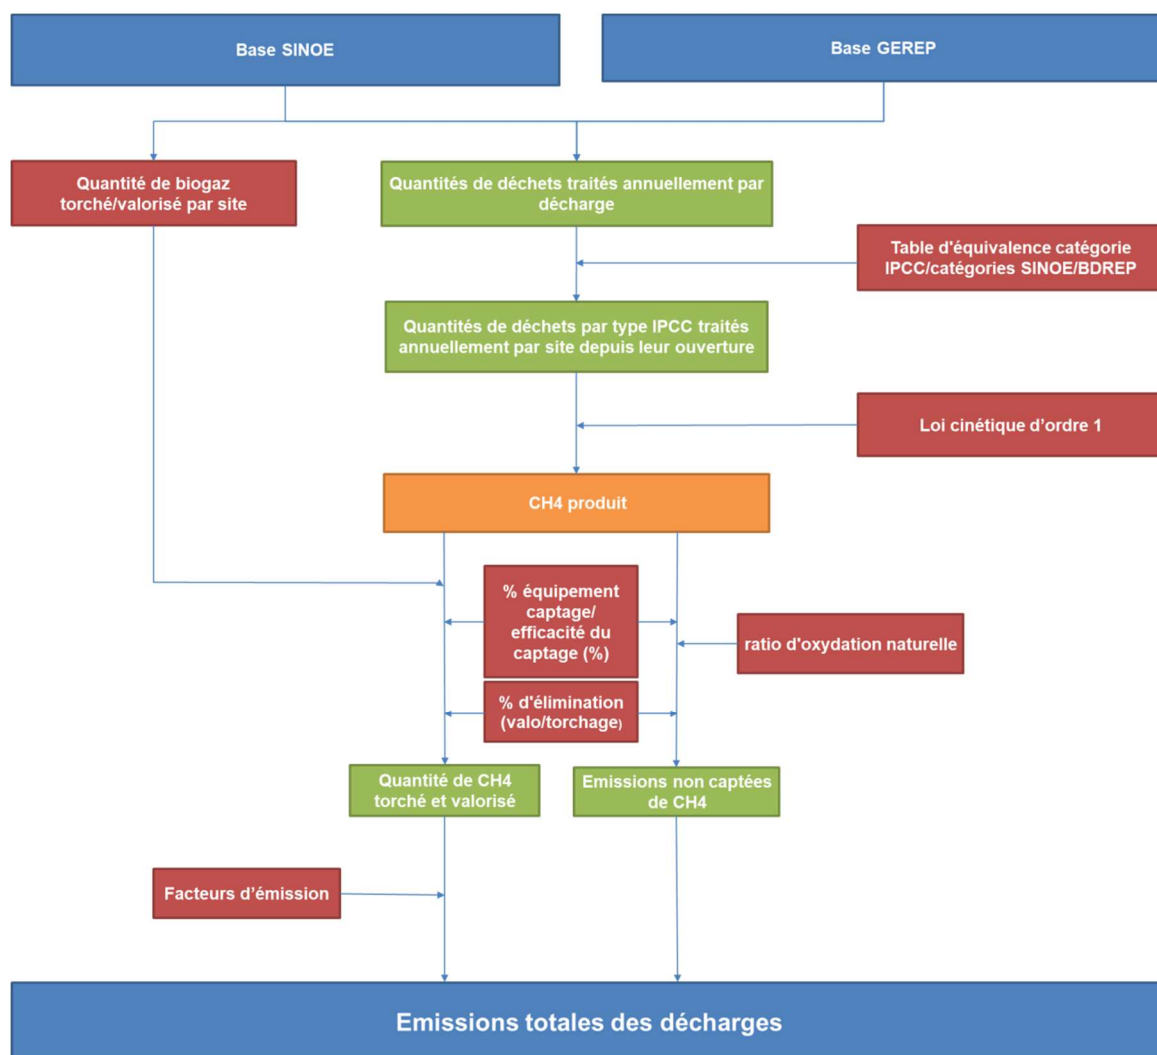 Base SINOE
Base GEREP
Quantité de biogaz
torché/valorisé par site
Quantités de déchets traités annuellement par
décharge
Table d'équivalence catégorie
IPCC/catégories SINOE/BDREP
Quantités de déchets par type IPCC traités
annuellement par site depuis leur ouverture
Loi cinétique d’ordre 1
CH4 produit
% équipement
captage/
efficacité du
captage (%)
ratio d'oxydation naturelle
% d'élimination
(valo/torchage)
Quantité de CH4
torché et valorisé
Emissions non captées
de CH4
Facteurs d’émission
Emissions totales des décharges